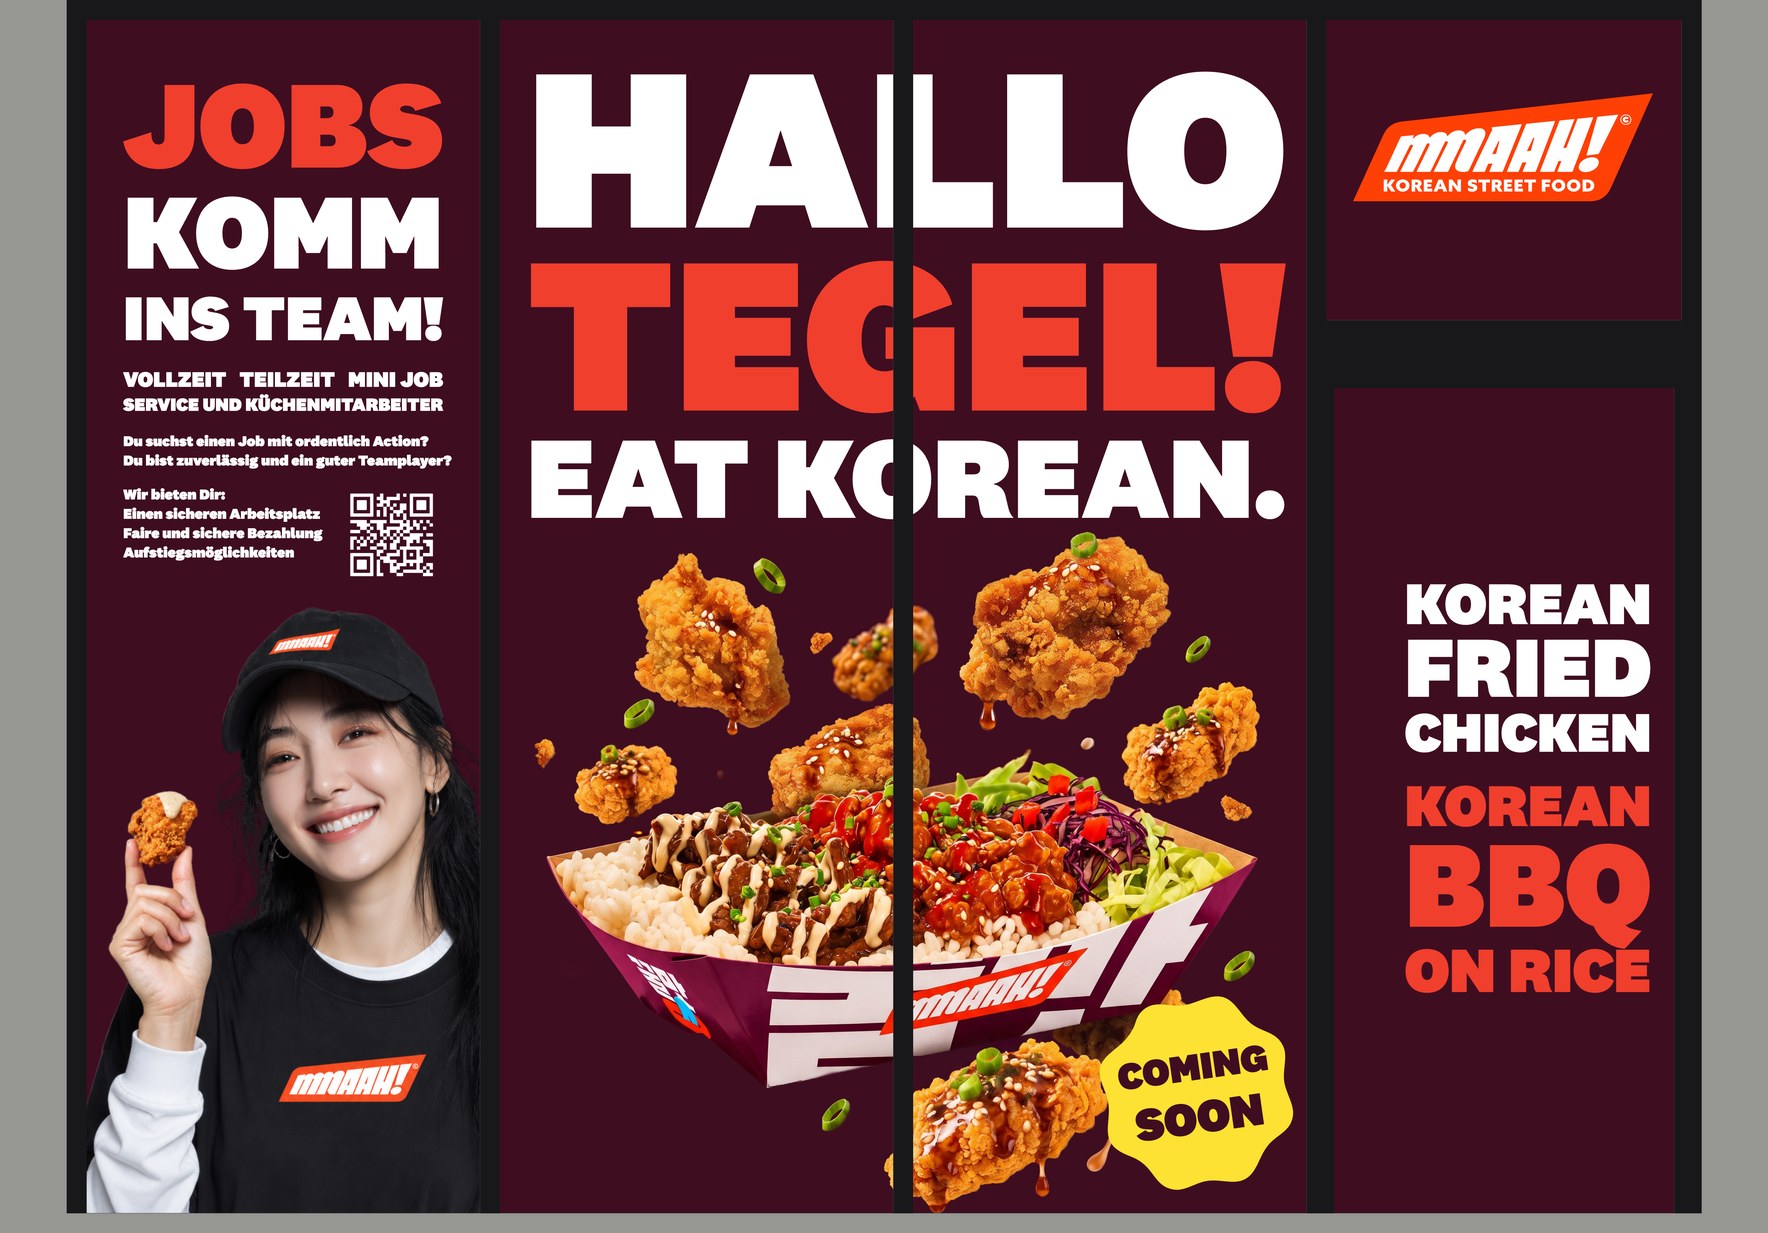 JOBS
KOMM
INS TEAM!
VOLLZEIT TEILZEIT MINI JOB
SERVICE UND KÜCHENMITARBEITER
Du suchst einen Job mit ordentlich Action?
Du bist zuverlässig und ein guter Teamplayer?
Wir bieten Dir:
Einen sicheren Arbeitsplatz
Faire und sichere Bezahlung
Aufstiegsmöglichkeiten
MMAAH!
MMAAH!
HALLO
TEGEL!
EAT KOREAN.
MMAAH!
COMING
SOON
MMAAH!©
KOREAN STREET FOOD
KOREAN
FRIED
CHICKEN
KOREAN
BBQ
ON RICE